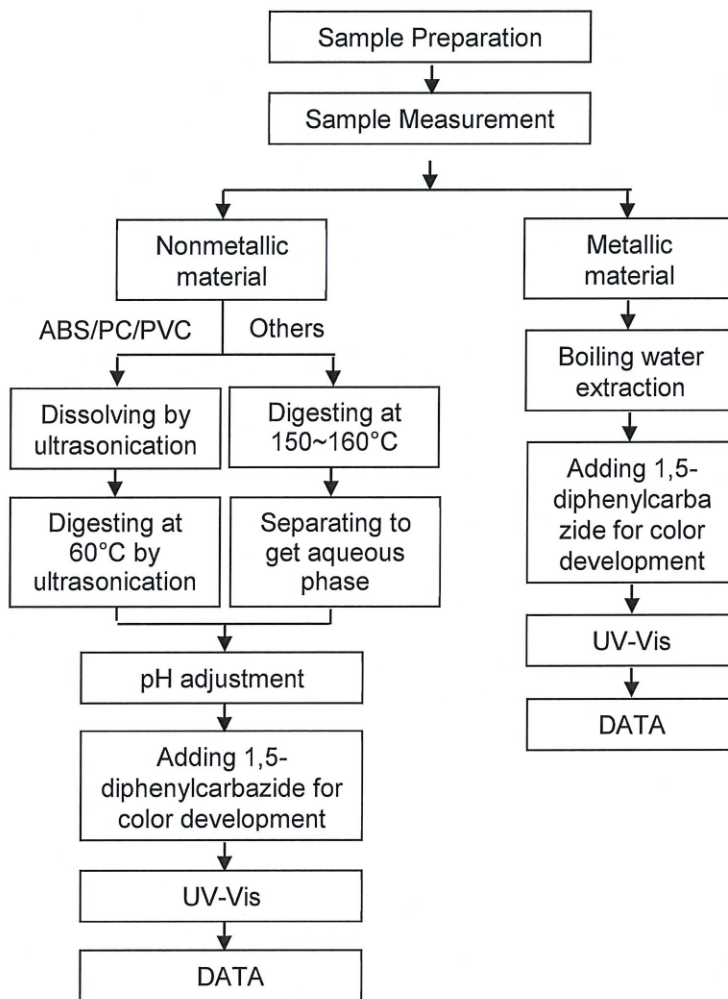 Sample Preparation
Sample Measurement
Nonmetallic
material
Metallic
material
ABS/PC/PVC
Others
Boiling water
extraction
Dissolving by
ultrasonication
Digesting at
150~160°C
Adding 1,5-
diphenylcarba
zide for color
development
Digesting at
60°C by
ultrasonication
Separating to
get aqueous
phase
UV-Vis
pH adjustment
DATA
Adding 1,5-
diphenylcarbazide for
color development
UV-Vis
DATA